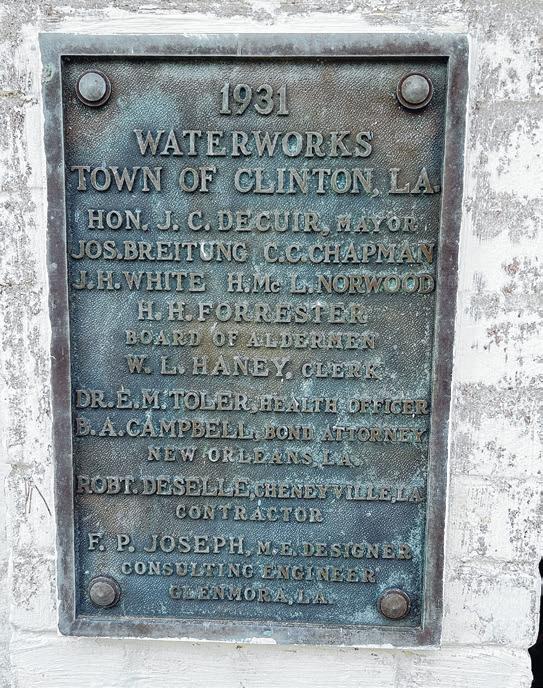 1931
WATERWORKS
TOWN OF CLINTON, LA.
HON. J. C. DECUIR, MAYOR
JOS. BREITUNG C.C. CHAPMAN
J.H. WHITE H. Mc L. NORWOOD
H. H. FORRESTER
BOARD OF ALDERMEN
W. L. HANEY, CLERK
DR. E. M. TOLER, HEALTH OFFICER
B. A. CAMPBELL, BOND ATTORNEY
NEW ORLEANS, LA.
ROBT. DESELLE, CHENEYVILLE, LA
CONTRACTOR
F. P. JOSEPH, M.E. DESIGNER
CONSULTING ENGINEER
GLENMORA, LA.